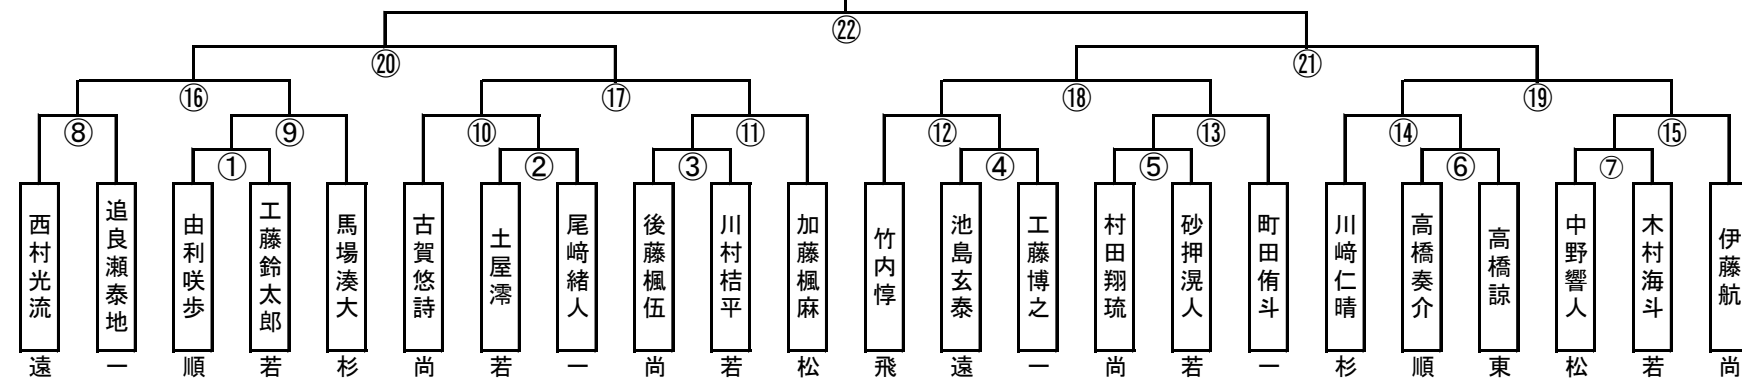 ㉒
⑳ ㉑
⑯ ⑰ ⑱ ⑲
⑧ ⑨ ⑩ ⑪ ⑫ ⑬ ⑭ ⑮
① ② ③ ④ ⑤ ⑥ ⑦
西村光流
遠
追良瀬泰地
一
由利咲歩
順
工藤鈴太郎
若
馬場湊大
杉
古賀悠詩
尚
土屋澪
若
尾﨑緒人
一
後藤楓伍
尚
川村桔平
若
加藤楓麻
松
竹内惇
飛
池島玄泰
遠
工藤博之
一
村田翔琉
尚
砂押滉人
若
町田侑斗
一
川﨑仁晴
杉
高橋奏介
順
高橋諒
東
中野響人
松
木村海斗
若
伊藤航
尚